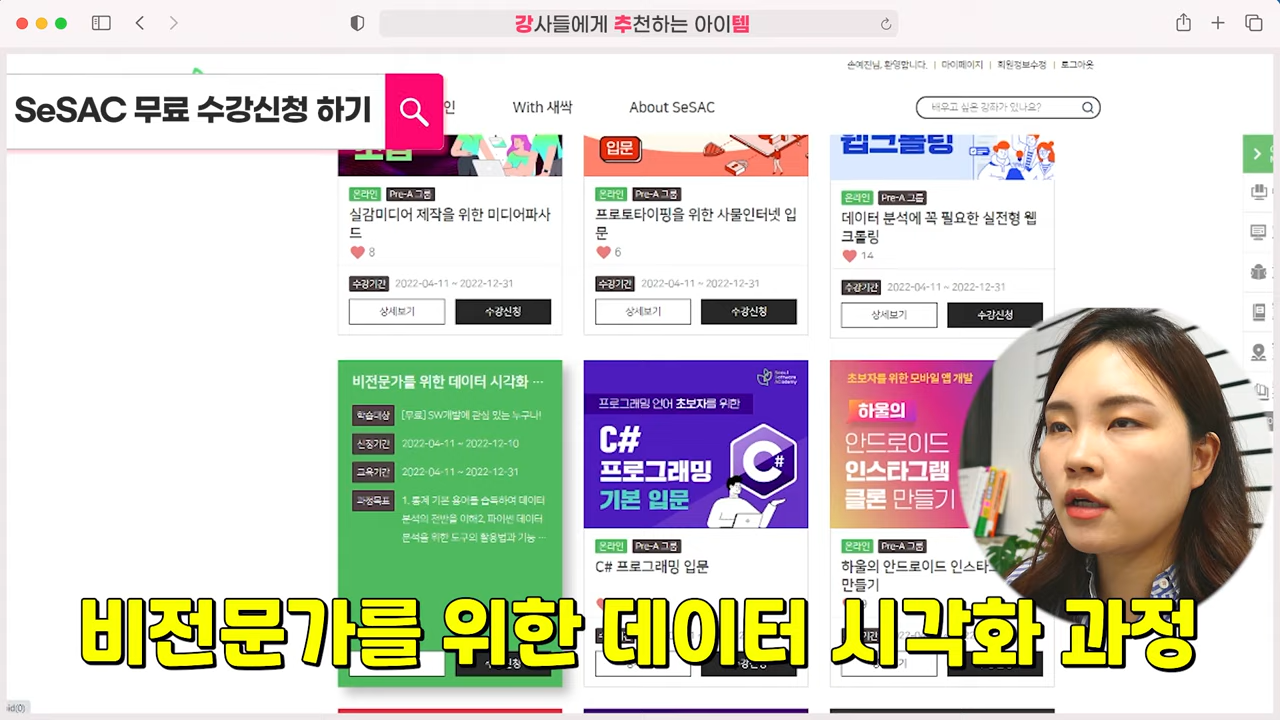 강사들에게 추천하는 아이템
손예진님, 환영합니다. | 마이페이지 | 회원정보수정 | 로그아웃
SeSAC 무료 수강신청 하기
인
With 새싹
About SeSAC
배우고 싶은 강좌가 있나요?
입문
웹크롤링
온라인 Pre-A 그룹
실감미디어 제작을 위한 미디어파사
드
8
수강기간 2022-04-11 ~ 2022-12-31
상세보기 수강신청
온라인 Pre-A 그룹
프로토타이핑을 위한 사물인터넷 입
문
6
수강기간 2022-04-11 ~ 2022-12-31
상세보기 수강신청
온라인 Pre-A 그룹
데이터 분석에 꼭 필요한 실전형 웹
크롤링
14
수강기간 2022-04-11 ~ 2022-12-31
상세보기 수강신청
비전문가를 위한 데이터 시각화 ···
학습대상 [무료] SW개발에 관심 있는 누구나!
신청기간 2022-04-11 ~ 2022-12-10
교육기간 2022-04-11 ~ 2022-12-31
과정목표 1. 통계 기본 용어를 습득하여 데이터
분석의 전반을 이해2. 파이썬 데이터
분석을 위한 도구의 활용법과 기능 ···
Seoul
Software
ACademy
프로그래밍 언어 초보자를 위한
C#
프로그래밍
기본 입문
C#
온라인 Pre-A 그룹
C# 프로그래밍 입문
초보자를 위한 모바일 앱 개발
하울의
안드로이드
인스타그램
클론 만들기
온라인 Pre-A 그룹
하울의 안드로이드 인스타
만들기
비전문가를 위한 데이터 시각화 과정